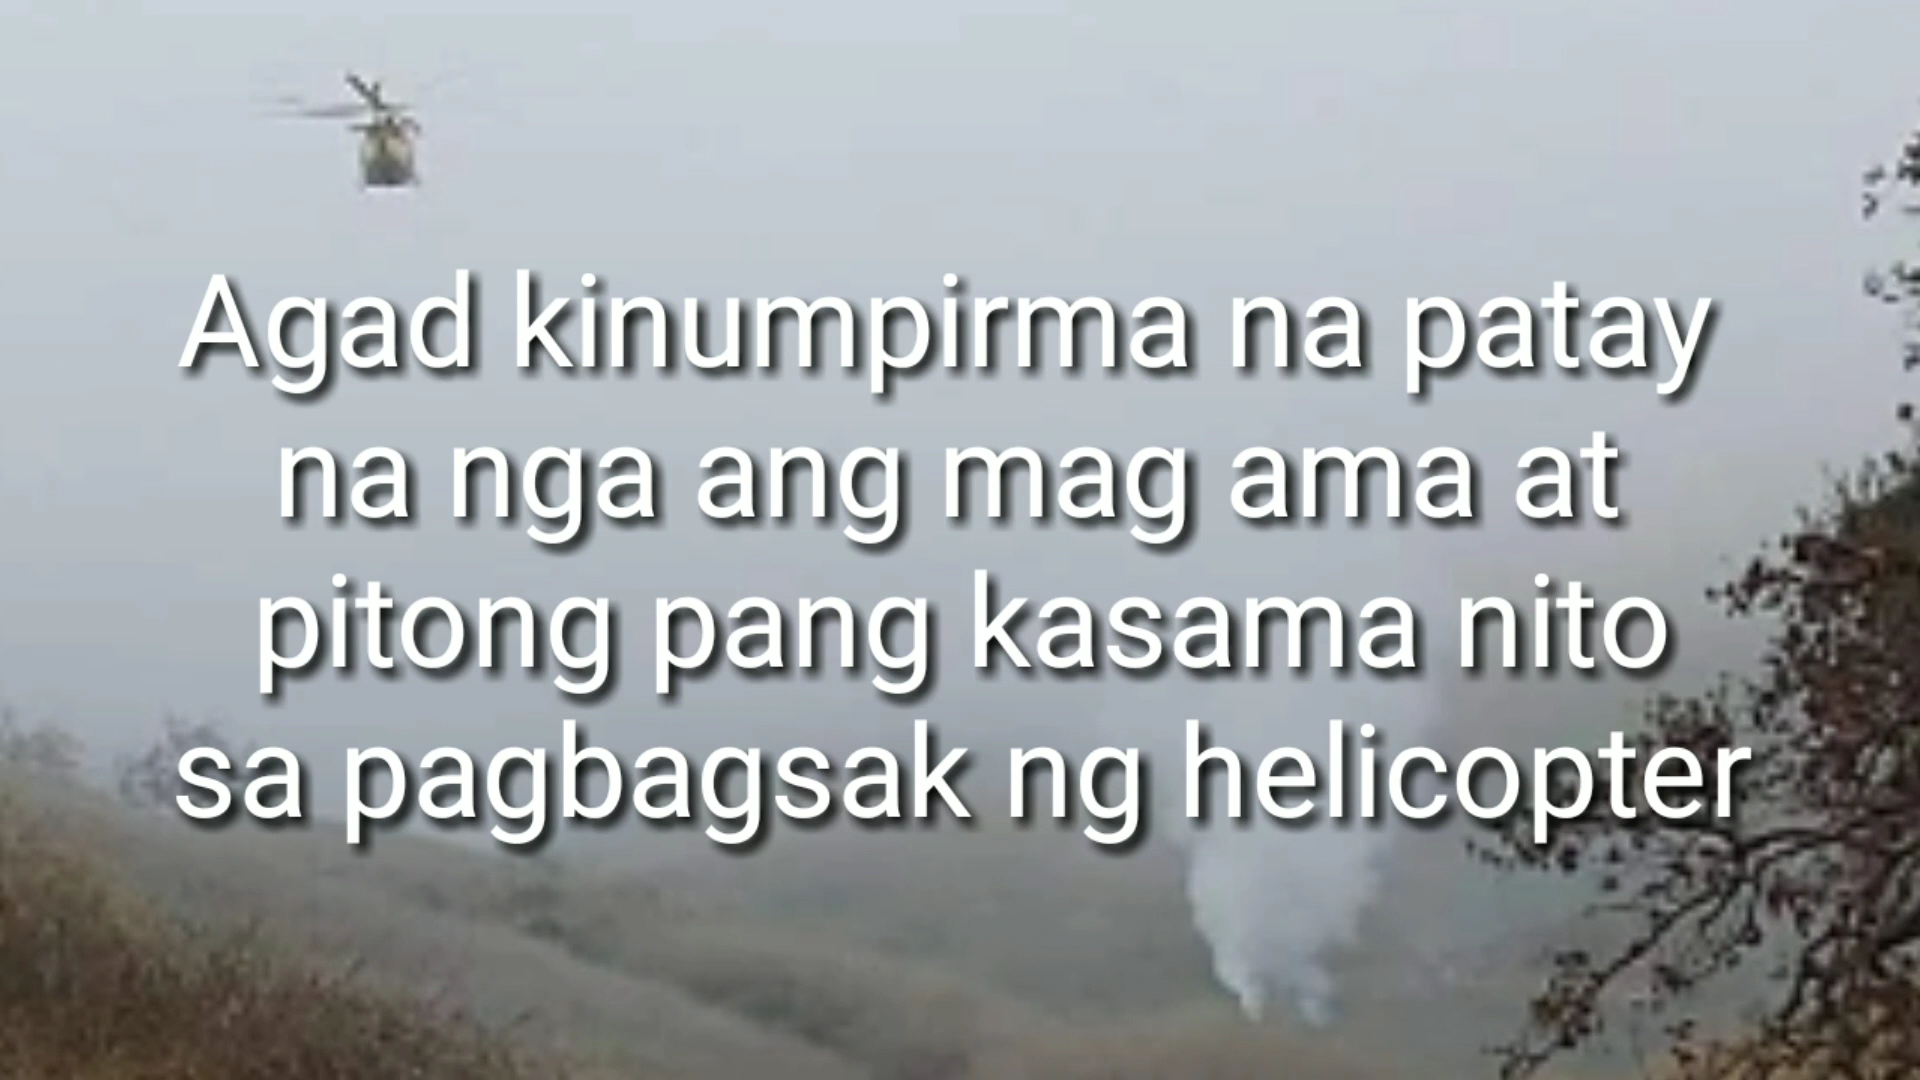 Agad kinumpirma na patay
na nga ang mag ama at
pitong pang kasama nito
sa pagbagsak ng helicopter